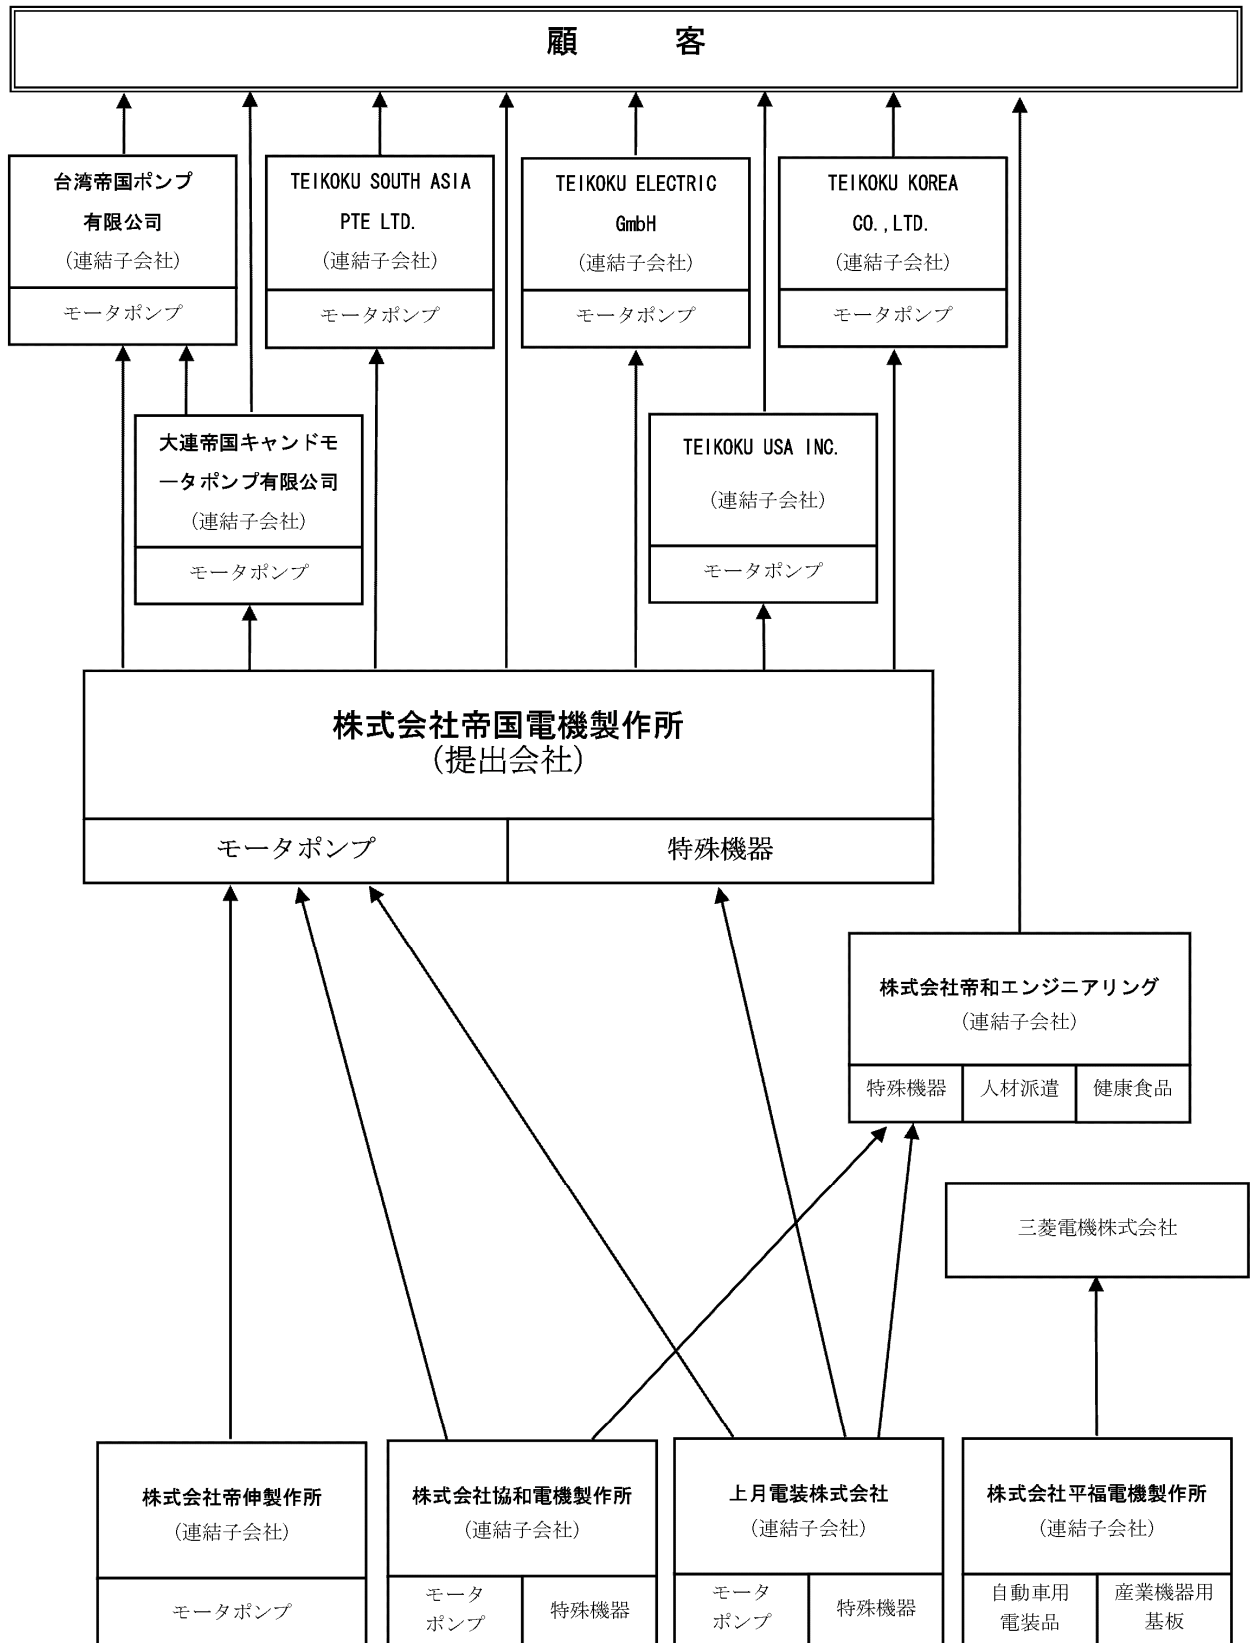 顧　　　客
台湾帝国ポンプ
有限公司
(連結子会社)
モータポンプ
TEIKOKU SOUTH ASIA
PTE LTD.
(連結子会社)
モータポンプ
TEIKOKU ELECTRIC
GmbH
(連結子会社)
モータポンプ
TEIKOKU KOREA
CO.,LTD.
(連結子会社)
モータポンプ
大連帝国キャンドモ
ータポンプ有限公司
(連結子会社)
モータポンプ
TEIKOKU USA INC.
(連結子会社)
モータポンプ
株式会社帝国電機製作所
(提出会社)
モータポンプ
特殊機器
株式会社帝和エンジニアリング
(連結子会社)
特殊機器
人材派遣
健康食品
三菱電機株式会社
株式会社帝伸製作所
(連結子会社)
モータポンプ
株式会社協和電機製作所
(連結子会社)
モータ
ポンプ
特殊機器
上月電装株式会社
(連結子会社)
モータ
ポンプ
特殊機器
株式会社平福電機製作所
(連結子会社)
自動車用
電装品
産業機器用
基板